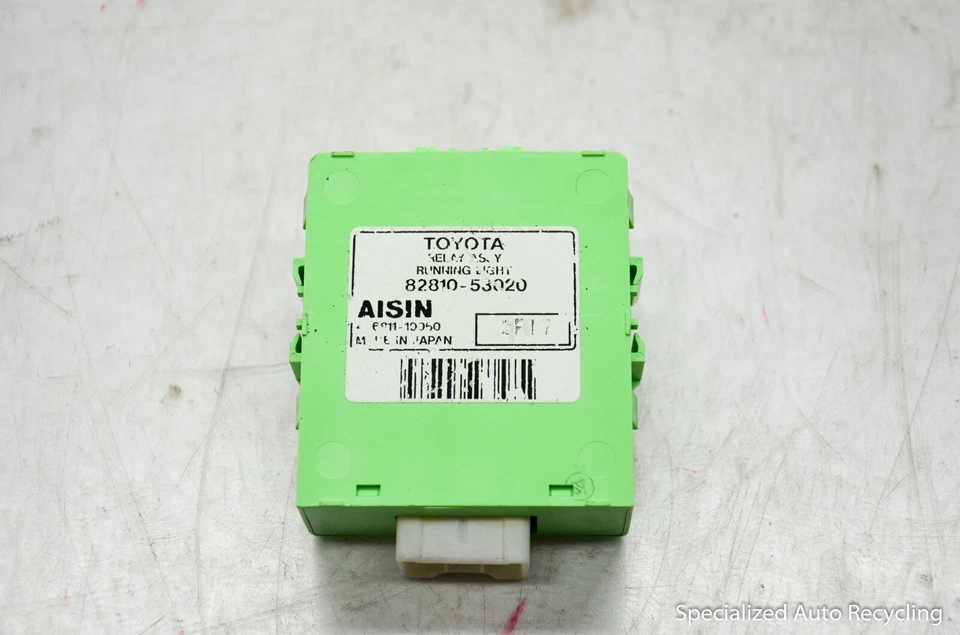 TOYOTA
RELAY ASSY
RUNNING LIGHT
82810-53020
AISIN
MADE IN JAPAN
Specialized Auto Recycling